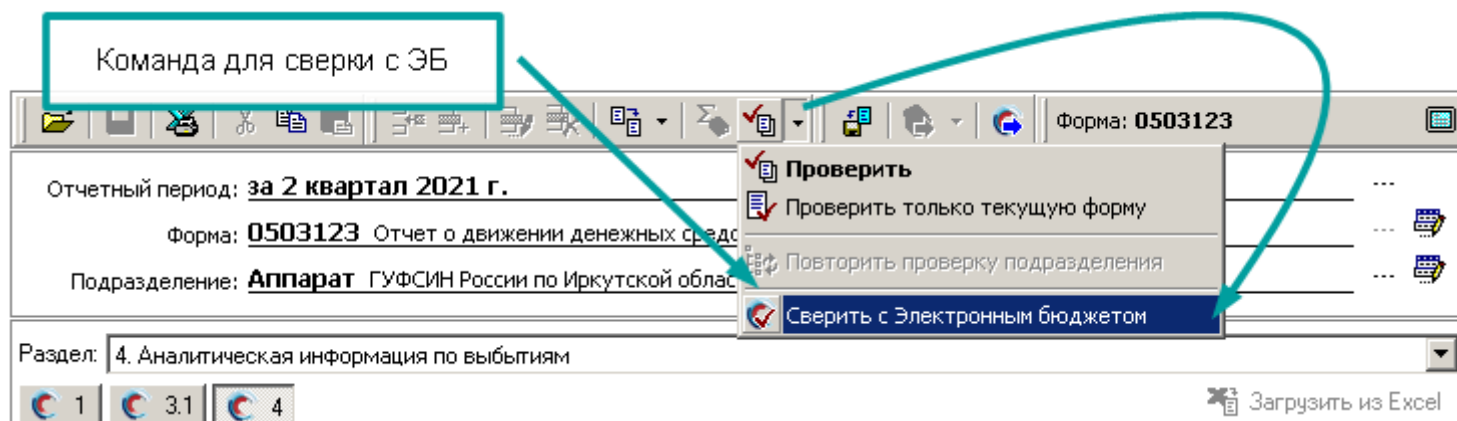 Команда для сверки с ЭБ
Форма: 0503123
Проверить
Отчетный период: за 2 квартал 2021 г.
Проверить только текущую форму
Форма: 0503123 Отчет о движении денежных средс
Повторить проверку подразделения
Подразделение: Аппарат ГУФСИН России по Иркутской облас
Сверить с Электронным бюджетом
Раздел: 4. Аналитическая информация по выбытиям
1 3.1 4 Загрузить из Excel